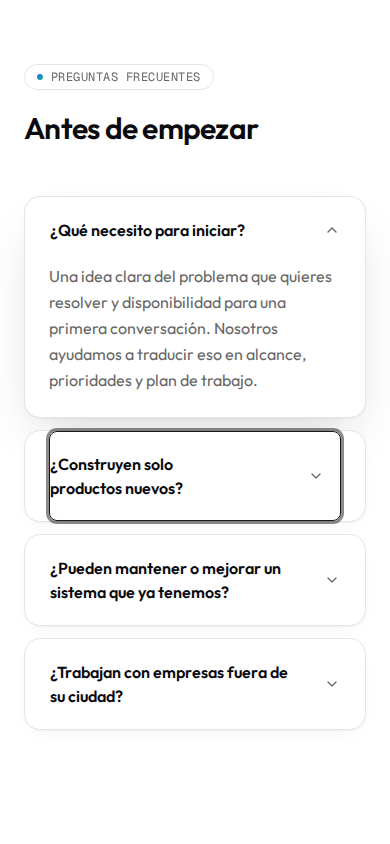 PREGUNTAS FRECUENTES
Antes de empezar
¿Qué necesito para iniciar?
Una idea clara del problema que quieres
resolver y disponibilidad para una
primera conversación. Nosotros
ayudamos a traducir eso en alcance,
prioridades y plan de trabajo.
¿Construyen solo
productos nuevos?
¿Pueden mantener o mejorar un
sistema que ya tenemos?
¿Trabajan con empresas fuera de
su ciudad?